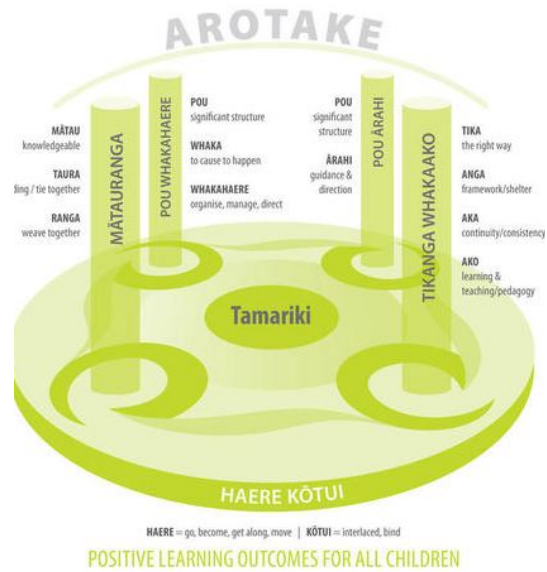 AROTAKE
MĀTAU
knowledgeable
TAURA
ding / tie together
RANGA
weave together
MĀTAURANGA
POU WHAKAHAERE
POU
significant structure
WHAKA
to cause to happen
WHAKAHAERE
organise, manage, direct
POU
significant
structure
ĀRAHI
guidance &
direction
POU ĀRAHI
TIKANGA WHAKAAKO
TIKA
the right way
ANGA
framework/shelter
AKA
continuity/consistency
AKO
learning &
teaching/pedagogy
Tamariki
HAERE KŌTUI
HAERE = go, become, get along, move | KŌTUI = interlaced, bind
POSITIVE LEARNING OUTCOMES FOR ALL CHILDREN